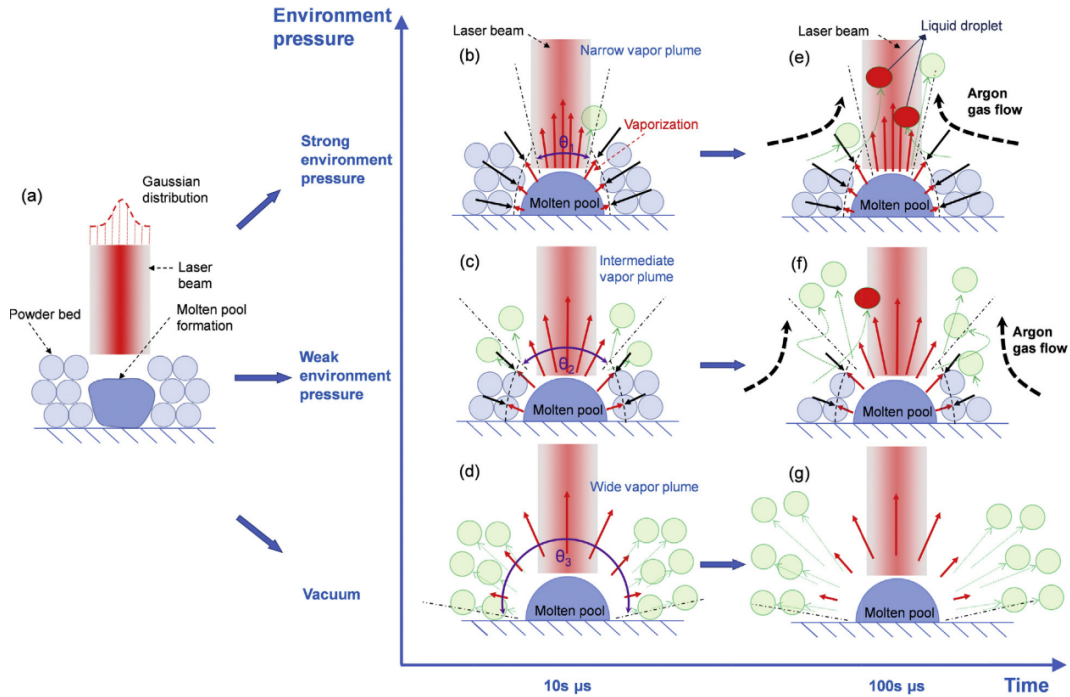 Environment
pressure
Strong
environment
pressure
Weak
environment
pressure
Vacuum
(a)
Gaussian
distribution
Laser
beam
Molten pool
formation
Powder bed
(b)
Laser beam
Narrow vapor plume
Vaporization
θ1
Molten pool
(e)
Laser beam
Liquid droplet
Argon
gas flow
Molten pool
(c)
Intermediate
vapor plume
θ2
Molten pool
(f)
Argon
gas flow
Molten pool
(d)
Wide vapor plume
θ3
Molten pool
(g)
Molten pool
10s µs
100s µs
Time